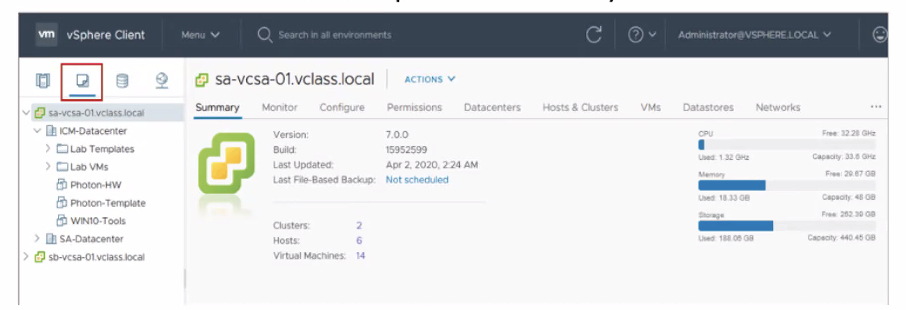 vm vSphere Client Menu Search in all environments Administrator@VSPHERE.LOCAL
sa-vcsa-01.vclass.local ACTIONS
Summary Monitor Configure Permissions Datacenters Hosts & Clusters VMs Datastores Networks ...
sa-vcsa-01.vclass.local
ICM-Datacenter
Lab Templates
Lab VMs
Photon-HW
Photon-Template
WIN10-Tools
SA-Datacenter
sb-vcsa-01.vclass.local
Version: 7.0.0
Build: 15952599
Last Updated: Apr 2, 2020, 2:24 AM
Last File-Based Backup: Not scheduled
Clusters: 2
Hosts: 6
Virtual Machines: 14
CPU Free: 32.28 GHz
Used: 1.32 GHz Capacity: 33.6 GHz
Memory Free: 29.67 GB
Used: 18.33 GB Capacity: 48 GB
Storage Free: 252.39 GB
Used: 188.06 GB Capacity: 440.45 GB